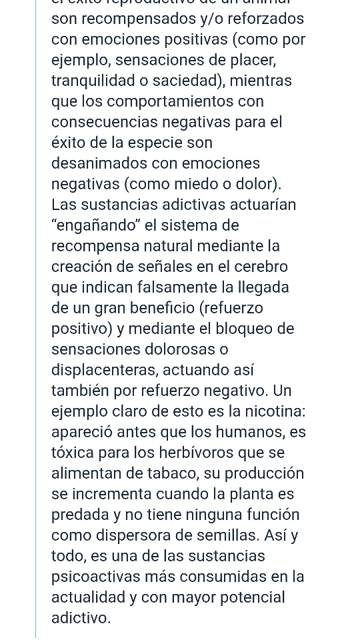 el éxito reproductivo de un animal
son recompensados y/o reforzados
con emociones positivas (como por
ejemplo, sensaciones de placer,
tranquilidad o saciedad), mientras
que los comportamientos con
consecuencias negativas para el
éxito de la especie son
desanimados con emociones
negativas (como miedo o dolor).
Las sustancias adictivas actuarían
“engañando” el sistema de
recompensa natural mediante la
creación de señales en el cerebro
que indican falsamente la llegada
de un gran beneficio (refuerzo
positivo) y mediante el bloqueo de
sensaciones dolorosas o
displacenteras, actuando así
también por refuerzo negativo. Un
ejemplo claro de esto es la nicotina:
apareció antes que los humanos, es
tóxica para los herbívoros que se
alimentan de tabaco, su producción
se incrementa cuando la planta es
predada y no tiene ninguna función
como dispersora de semillas. Así y
todo, es una de las sustancias
psicoactivas más consumidas en la
actualidad y con mayor potencial
adictivo.